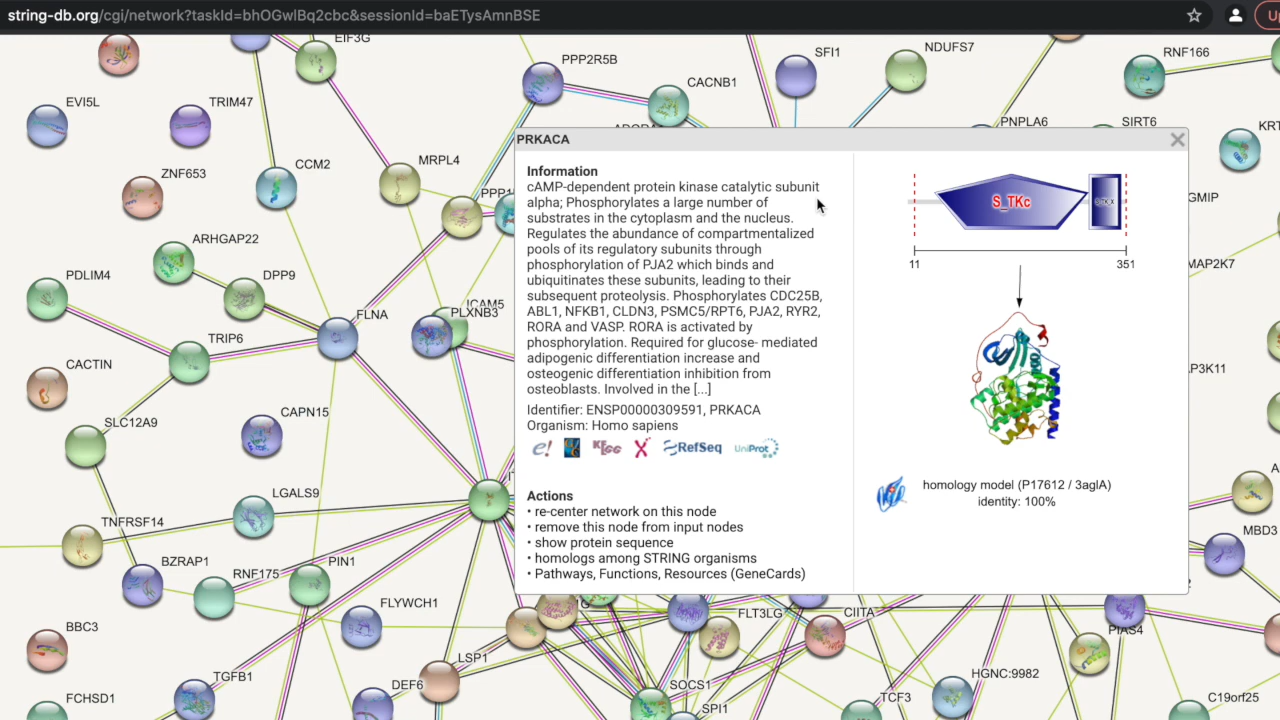 string-db.org/cgi/network?taskId=bhOGwlBq2cbc&sessionId=baETysAmnBSE
EIF3G
PPP2R5B
SFI1
NDUFS7
RNF166
CACNB1
EVI5L
TRIM47
PNPLA6
SIRT6
CCM2
MRPL4
ZNF653
ARHGAP22
PDLIM4
DPP9
ICAM5
PLXNB3
FLNA
TRIP6
CACTIN
CAPN15
SLC12A9
LGALS9
TNFRSF14
BZRAP1
RNF175
PIN1
FLYWCH1
BBC3
LSP1
TGFB1
DEF6
FCHSD1
GMIP
MAP2K7
MBD3
PRKACA
Information
cAMP-dependent protein kinase catalytic subunit
alpha; Phosphorylates a large number of
substrates in the cytoplasm and the nucleus.
Regulates the abundance of compartmentalized
pools of its regulatory subunits through
phosphorylation of PJA2 which binds and
ubiquitinates these subunits, leading to their
subsequent proteolysis. Phosphorylates CDC25B,
ABL1, NFKB1, CLDN3, PSMC5/RPT6, PJA2, RYR2,
RORA and VASP. RORA is activated by
phosphorylation. Required for glucose- mediated
adipogenic differentiation increase and
osteogenic differentiation inhibition from
osteoblasts. Involved in the [...]
Identifier: ENSP00000309591, PRKACA
Organism: Homo sapiens
e! KEGG X RefSeq UniProt
Actions
• re-center network on this node
• remove this node from input nodes
• show protein sequence
• homologs among STRING organisms
• Pathways, Functions, Resources (GeneCards)
S_TKc
11 351
homology model (P17612 / 3aglA)
identity: 100%
FLT3LG
CIITA
PIAS4
SOCS1
SPI1
TCF3
HGNC:9982
C19orf25